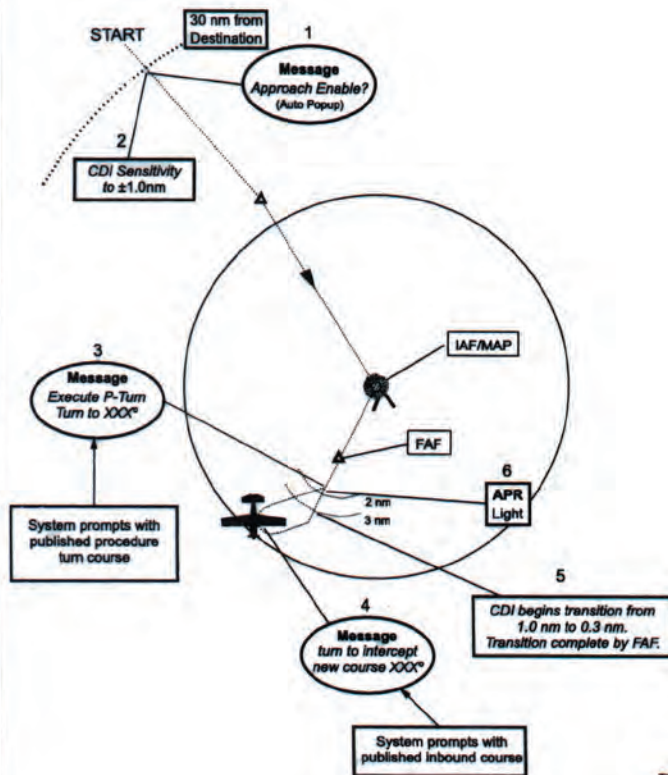 START
30 nm from
Destination
1
Message
Approach Enable?
(Auto Popup)
2
CDI Sensitivity
to ±1.0nm
IAF/MAP
3
Message
Execute P-Turn
Turn to XXX°
FAF
6
APR
Light
2 nm
3 nm
System prompts with
published procedure
turn course
5
CDI begins transition from
1.0 nm to 0.3 nm.
Transition complete by FAF.
4
Message
turn to intercept
new course XXX°
System prompts with
published inbound course